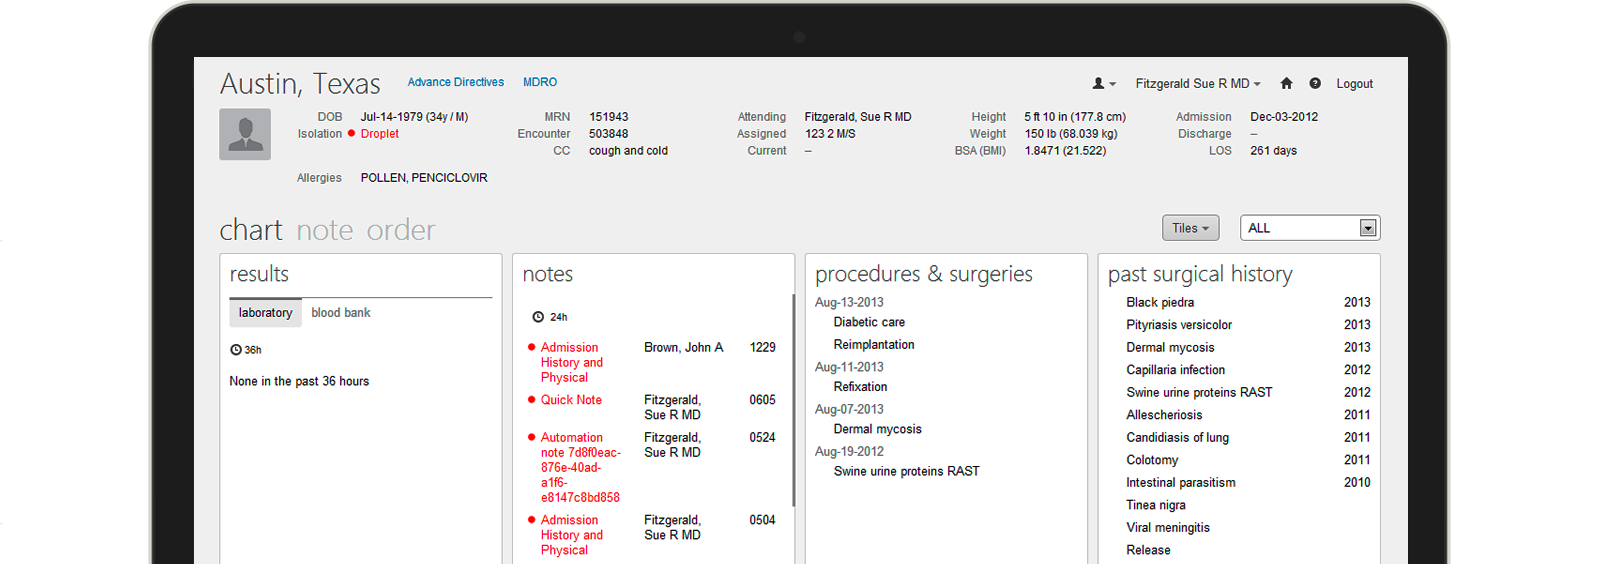 Austin, Texas Advance Directives MDRO Fitzgerald Sue R MD Logout
DOB Jul-14-1979 (34y / M) MRN 151943 Attending Fitzgerald, Sue R MD Height 5 ft 10 in (177.8 cm) Admission Dec-03-2012
Isolation Droplet Encounter 503848 Assigned 123 2 M/S Weight 150 lb (68.039 kg) Discharge –
CC cough and cold Current – BSA (BMI) 1.8471 (21.522) LOS 261 days
Allergies POLLEN, PENCICLOVIR
chart note order Tiles ALL
results
laboratory blood bank
36h
None in the past 36 hours
notes
24h
Admission Brown, John A 1229
History and
Physical
Quick Note Fitzgerald, 0605
Sue R MD
Automation Fitzgerald, 0524
note 7d8f0eac- Sue R MD
876e-40ad-
a1f6-
e8147c8bd858
Admission Fitzgerald, 0504
History and Sue R MD
Physical
procedures & surgeries
Aug-13-2013
Diabetic care
Reimplantation
Aug-11-2013
Refixation
Aug-07-2013
Dermal mycosis
Aug-19-2012
Swine urine proteins RAST
past surgical history
Black piedra 2013
Pityriasis versicolor 2013
Dermal mycosis 2013
Capillaria infection 2012
Swine urine proteins RAST 2012
Allescheriosis 2011
Candidiasis of lung 2011
Colotomy 2011
Intestinal parasitism 2010
Tinea nigra
Viral meningitis
Release